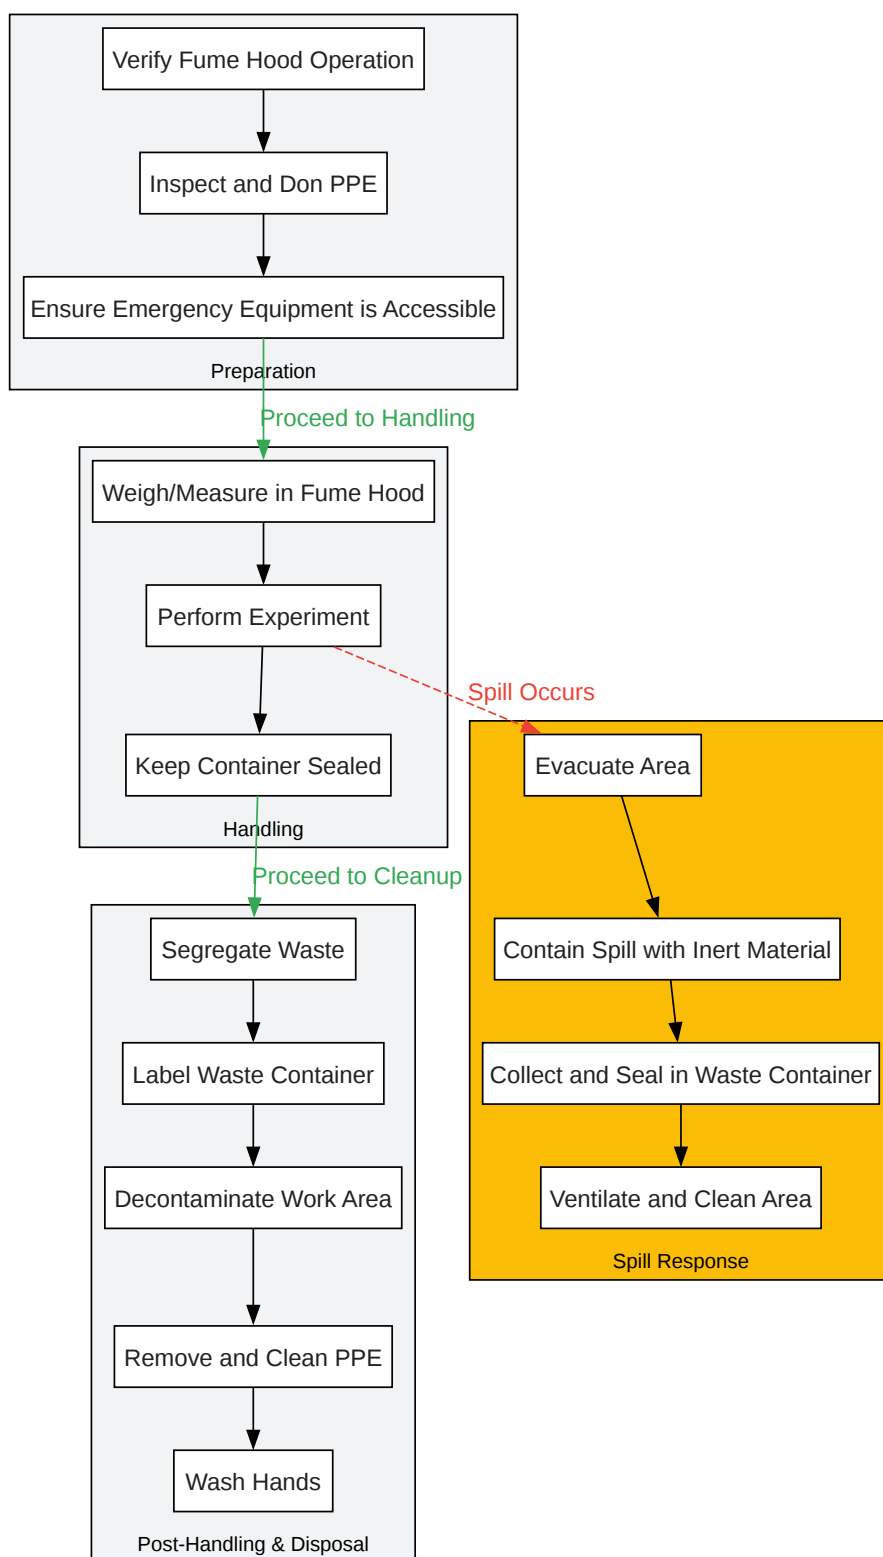 Verify Fume Hood Operation
Inspect and Don PPE
Ensure Emergency Equipment is Accessible
Preparation
Proceed to Handling
Weigh/Measure in Fume Hood
Perform Experiment
Keep Container Sealed
Handling
Proceed to Cleanup
Segregate Waste
Label Waste Container
Decontaminate Work Area
Remove and Clean PPE
Wash Hands
Post-Handling & Disposal
Spill Occurs
Evacuate Area
Contain Spill with Inert Material
Collect and Seal in Waste Container
Ventilate and Clean Area
Spill Response